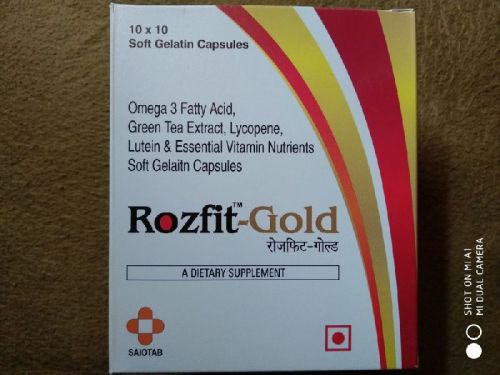 10 x 10
Soft Gelatin Capsules
Omega 3 Fatty Acid,
Green Tea Extract, Lycopene,
Lutein & Essential Vitamin Nutrients
Soft Gelaitn Capsules
Rozfit™-Gold
रोजफिट-गोल्ड
A DIETARY SUPPLEMENT
SAIOTAB
SHOT ON MI A1
MI DUAL CAMERA